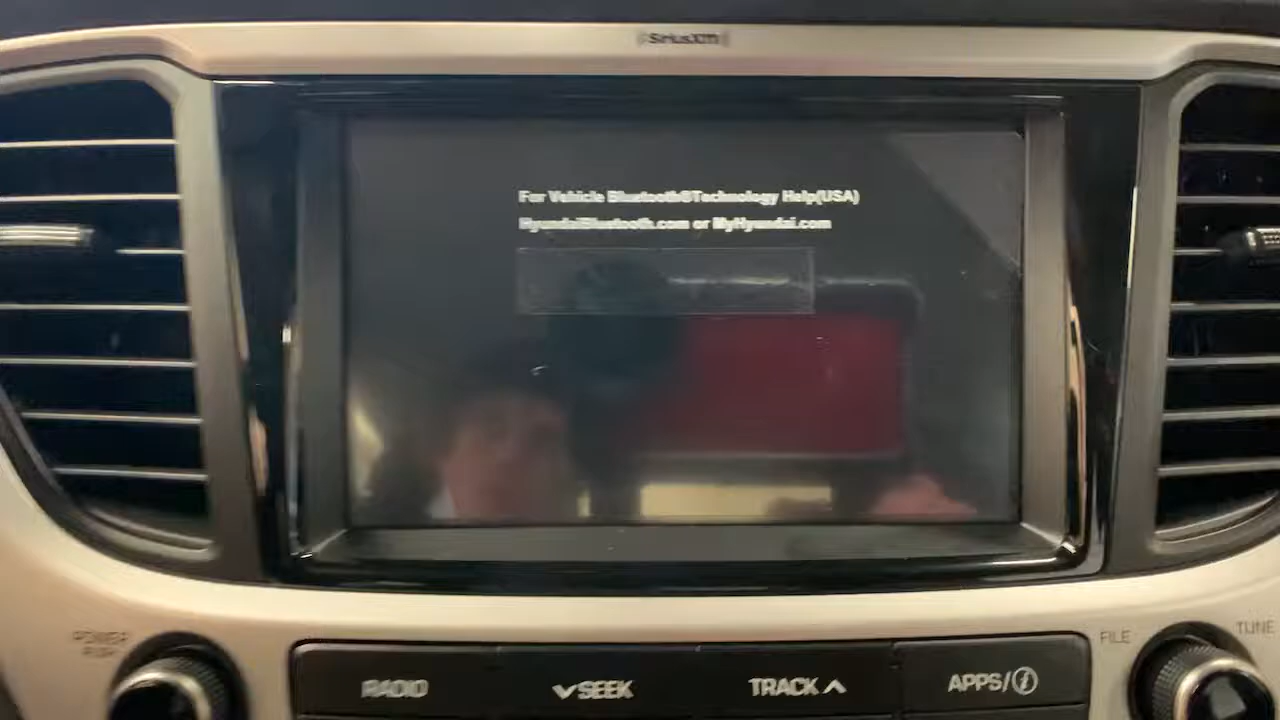 SiriusXM
For Vehicle Bluetooth®Technology Help(USA)
HyundaiBluetooth.com or MyHyundai.com
POWER
PUSH
FILE
TUNE
RADIO
SEEK
TRACK
APPS/i